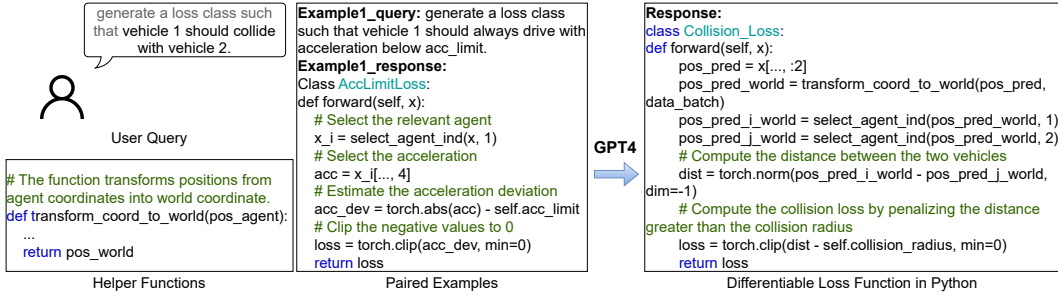 generate a loss class such
that vehicle 1 should collide
with vehicle 2.
User Query
# The function transforms positions from
agent coordinates into world coordinate.
def transform_coord_to_world(pos_agent):
...
return pos_world
Helper Functions
Example1_query: generate a loss class
such that vehicle 1 should always drive with
acceleration below acc_limit.
Example1_response:
Class AccLimitLoss:
def forward(self, x):
# Select the relevant agent
x_i = select_agent_ind(x, 1)
# Select the acceleration
acc = x_i[..., 4]
# Estimate the acceleration deviation
acc_dev = torch.abs(acc) - self.acc_limit
# Clip the negative values to 0
loss = torch.clip(acc_dev, min=0)
return loss
Paired Examples
GPT4
Response:
class Collision_Loss:
def forward(self, x):
pos_pred = x[..., :2]
pos_pred_world = transform_coord_to_world(pos_pred,
data_batch)
pos_pred_i_world = select_agent_ind(pos_pred_world, 1)
pos_pred_j_world = select_agent_ind(pos_pred_world, 2)
# Compute the distance between the two vehicles
dist = torch.norm(pos_pred_i_world - pos_pred_j_world,
dim=-1)
# Compute the collision loss by penalizing the distance
greater than the collision radius
loss = torch.clip(dist - self.collision_radius, min=0)
return loss
Differentiable Loss Function in Python